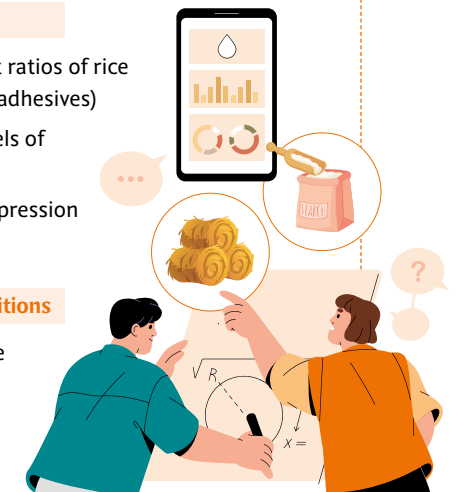 ratios of rice
adhesives)
els of
pression
itions
e
...
STARCH
?
R
x =